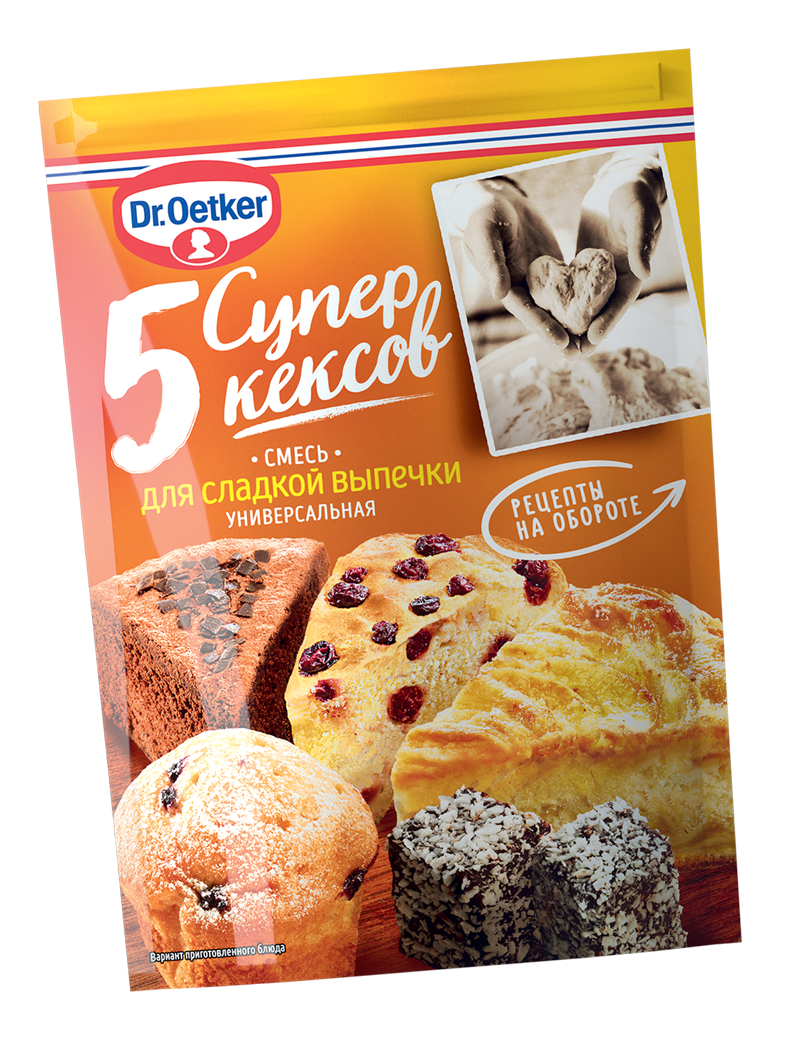 Dr.Oetker
5 Супер
кексов
• СМЕСЬ •
для сладкой выпечки
УНИВЕРСАЛЬНАЯ
РЕЦЕПТЫ
НА ОБОРОТЕ
Вариант приготовленного блюда